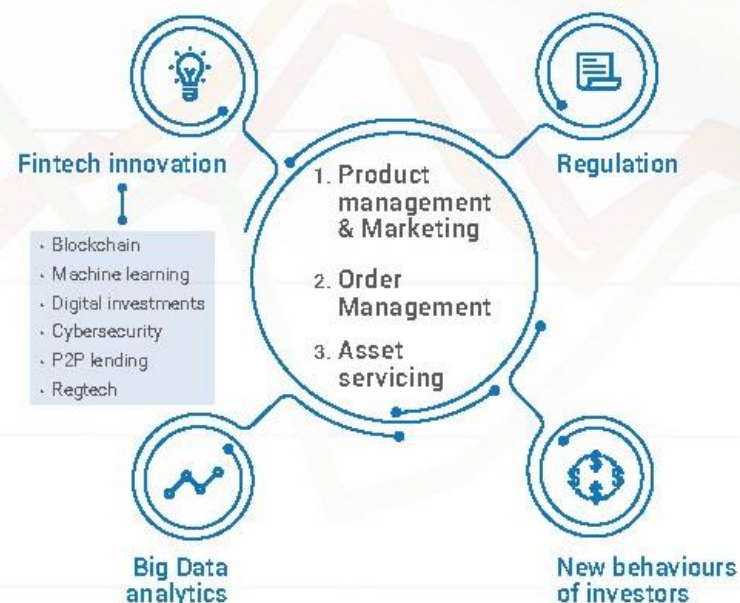 Fintech innovation
· Blockchain
· Machine learning
· Digital investments
· Cybersecurity
· P2P lending
· Regtech
Regulation
1. Product
management
& Marketing
2. Order
Management
3. Asset
servicing
Big Data
analytics
New behaviours
of investors